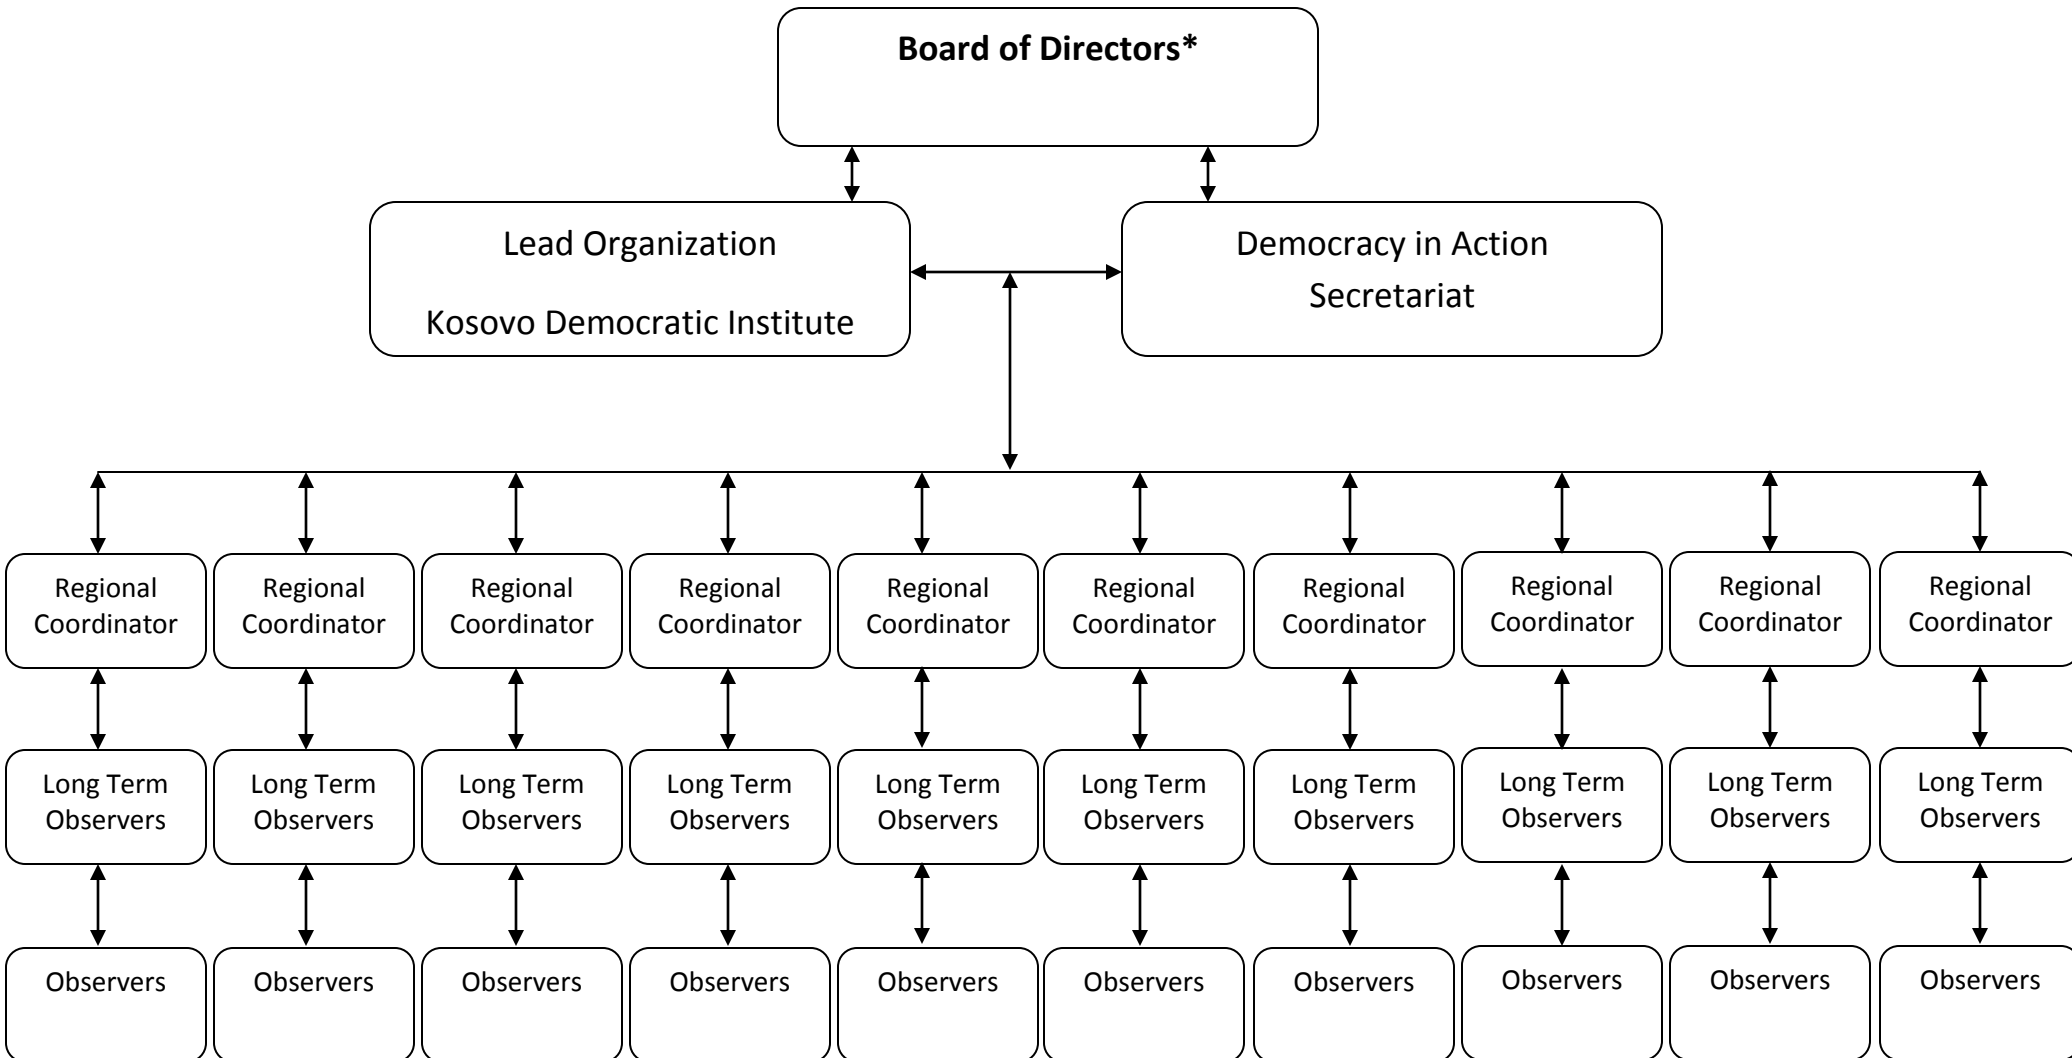 Board of Directors*
Lead Organization
Kosovo Democratic Institute
Democracy in Action
Secretariat
Regional
Coordinator
Regional
Coordinator
Regional
Coordinator
Regional
Coordinator
Regional
Coordinator
Regional
Coordinator
Regional
Coordinator
Regional
Coordinator
Regional
Coordinator
Regional
Coordinator
Long Term
Observers
Long Term
Observers
Long Term
Observers
Long Term
Observers
Long Term
Observers
Long Term
Observers
Long Term
Observers
Long Term
Observers
Long Term
Observers
Long Term
Observers
Observers
Observers
Observers
Observers
Observers
Observers
Observers
Observers
Observers
Observers